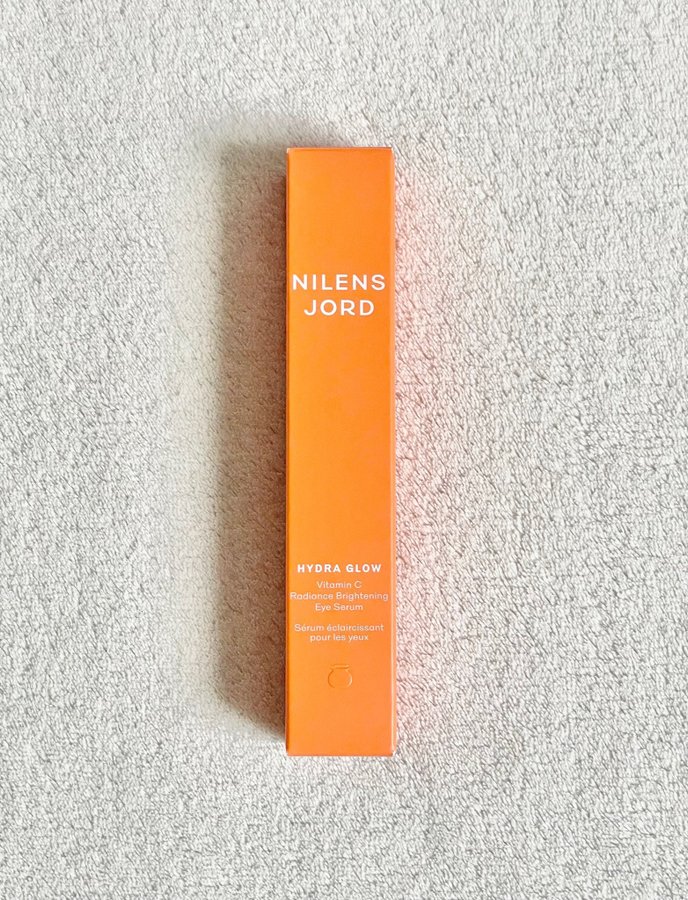 NILENS
JORD
HYDRA GLOW
Vitamin C
Radiance Brightening
Eye Serum
Sérum éclaircissant
pour les yeux